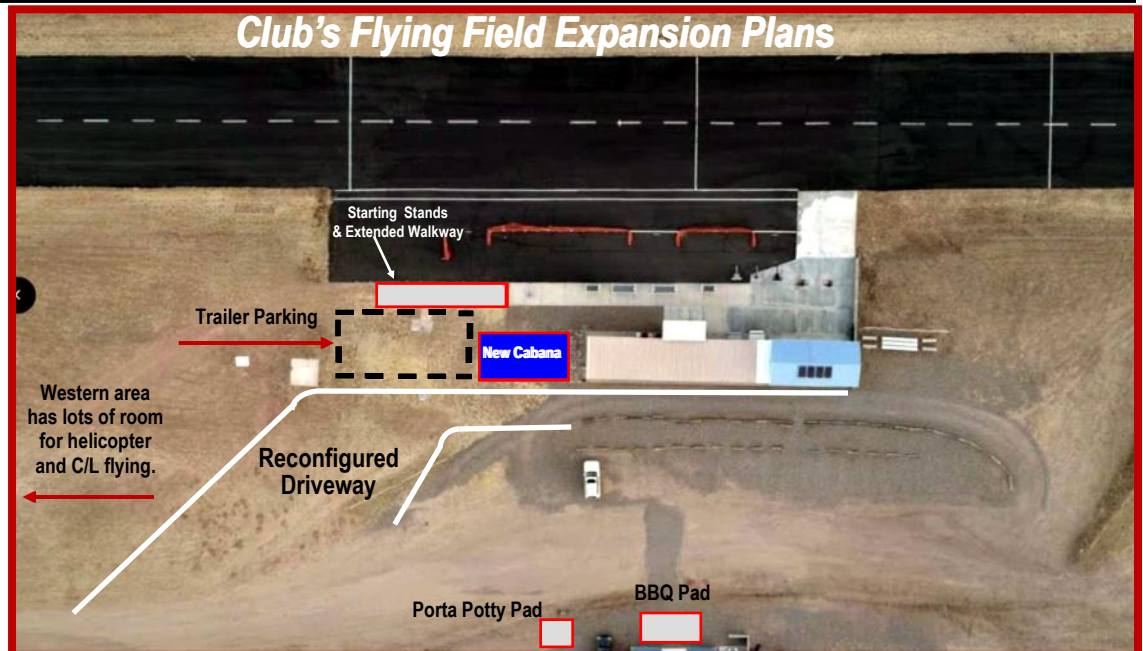 Club's Flying Field Expansion Plans
Starting Stands
& Extended Walkway
Trailer Parking
New Cabana
Western area
has lots of room
for helicopter
and C/L flying.
Reconfigured
Driveway
Porta Potty Pad
BBQ Pad